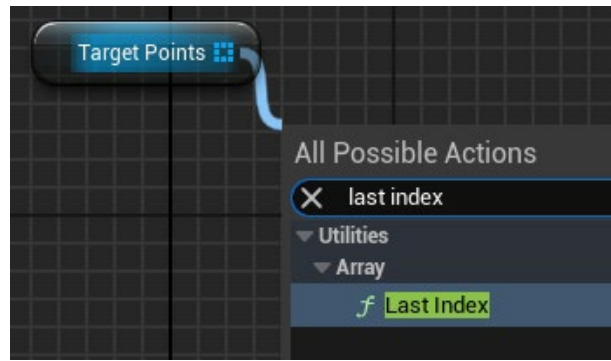 Target Points
All Possible Actions
last index
Utilities
Array
f Last Index